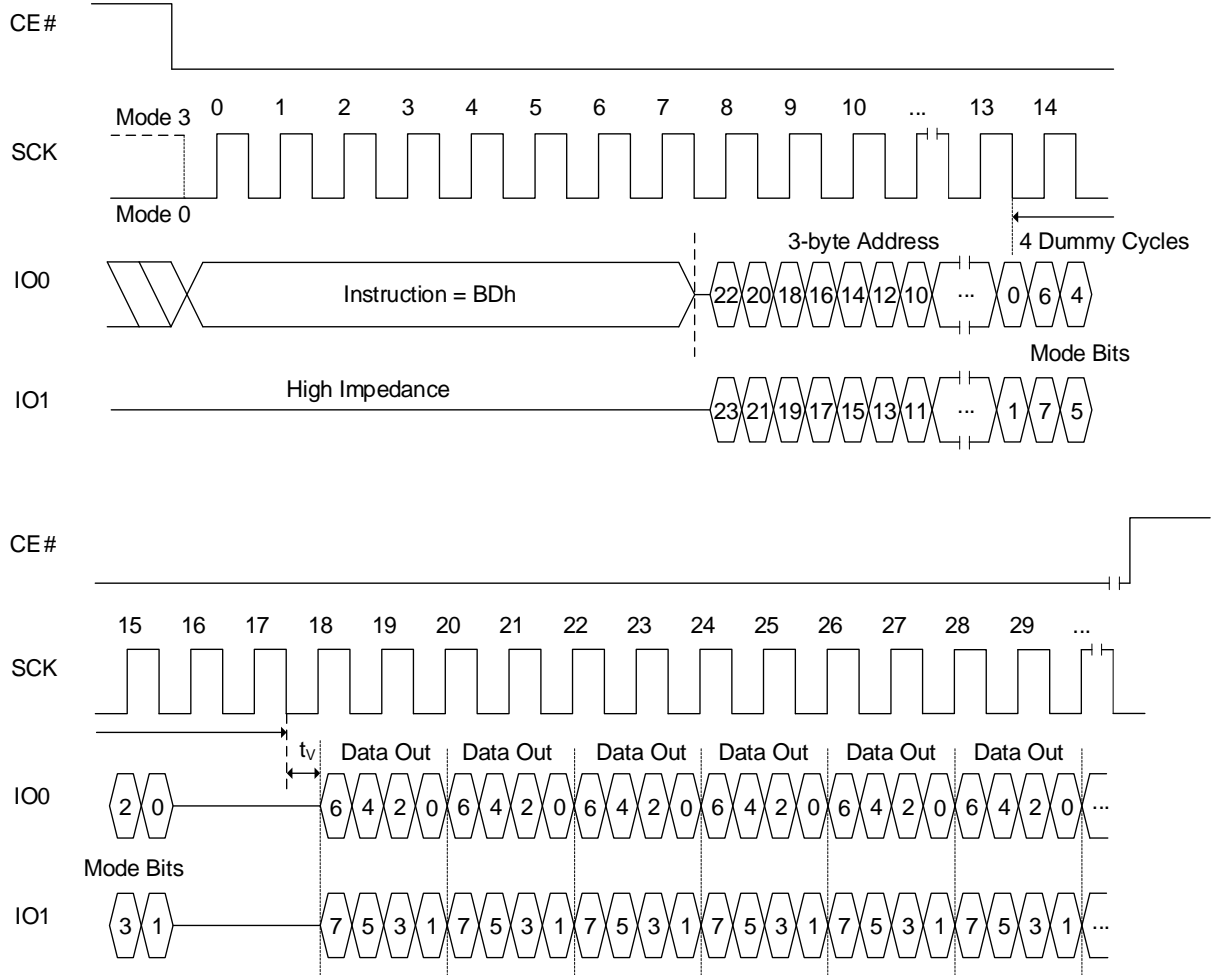 CE#
0 1 2 3 4 5 6 7 8 9 10 ... 13 14
Mode 3
SCK
Mode 0
3-byte Address 4 Dummy Cycles
IO0
Instruction = BDh
22 20 18 16 14 12 10 ... 0 6 4
Mode Bits
High Impedance
IO1
23 21 19 17 15 13 11 ... 1 7 5
CE#
15 16 17 18 19 20 21 22 23 24 25 26 27 28 29 ...
SCK
tV Data Out Data Out Data Out Data Out Data Out Data Out
IO0
2 0 6 4 2 0 6 4 2 0 6 4 2 0 6 4 2 0 6 4 2 0 6 4 2 0 ...
Mode Bits
IO1
3 1 7 5 3 1 7 5 3 1 7 5 3 1 7 5 3 1 7 5 3 1 7 5 3 1 ...